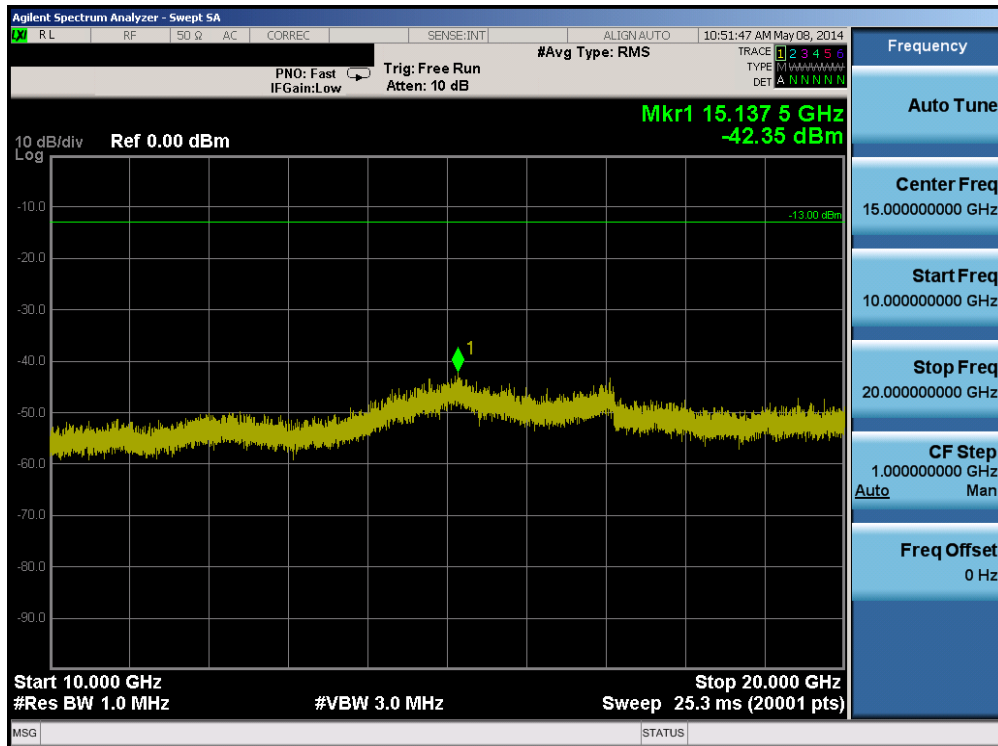 Agilent Spectrum Analyzer - Swept SA
LXI RL RF 50 Ω AC CORREC SENSE:INT ALIGN AUTO 10:51:47 AM May 08, 2014
#Avg Type: RMS TRACE 1 2 3 4 5 6
PNO: Fast Trig: Free Run TYPE M WWWWW
IFGain:Low Atten: 10 dB DET A N N N N N
Mkr1 15.137 5 GHz
-42.35 dBm
10 dB/div Ref 0.00 dBm
Log
-10.0
-13.00 dBm
-20.0
-30.0
1
-40.0
-50.0
-60.0
-70.0
-80.0
-90.0
Start 10.000 GHz Stop 20.000 GHz
#Res BW 1.0 MHz #VBW 3.0 MHz Sweep 25.3 ms (20001 pts)
MSG STATUS
Frequency
Auto Tune
Center Freq
15.000000000 GHz
Start Freq
10.000000000 GHz
Stop Freq
20.000000000 GHz
CF Step
1.000000000 GHz
Auto Man
Freq Offset
0 Hz